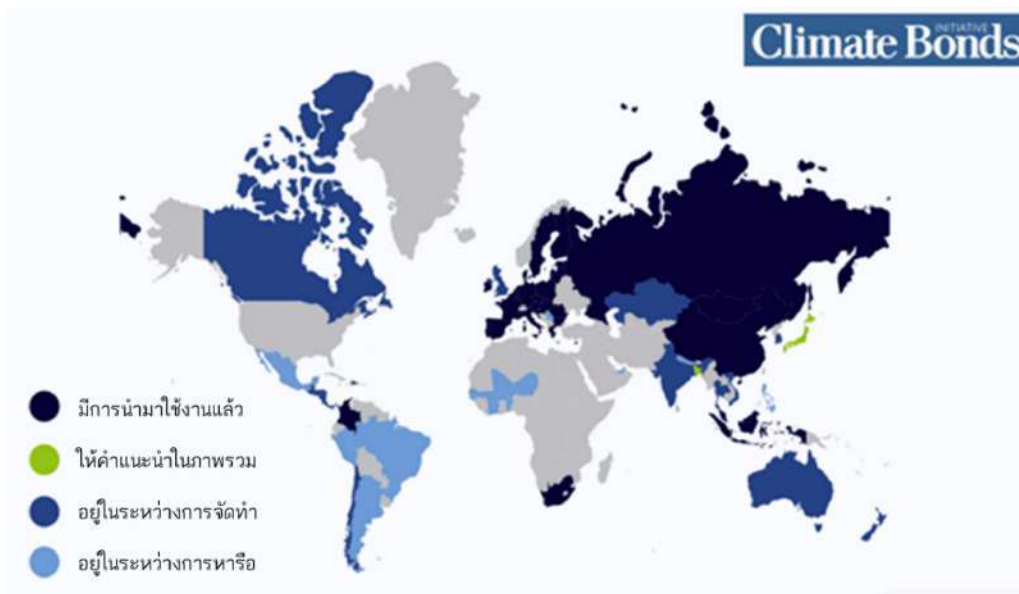 INITIATIVE
Climate Bonds
มีการนำมาใช้งานแล้ว
ให้คำแนะนำในภาพรวม
อยู่ในระหว่างการจัดทำ
อยู่ในระหว่างการหารือ